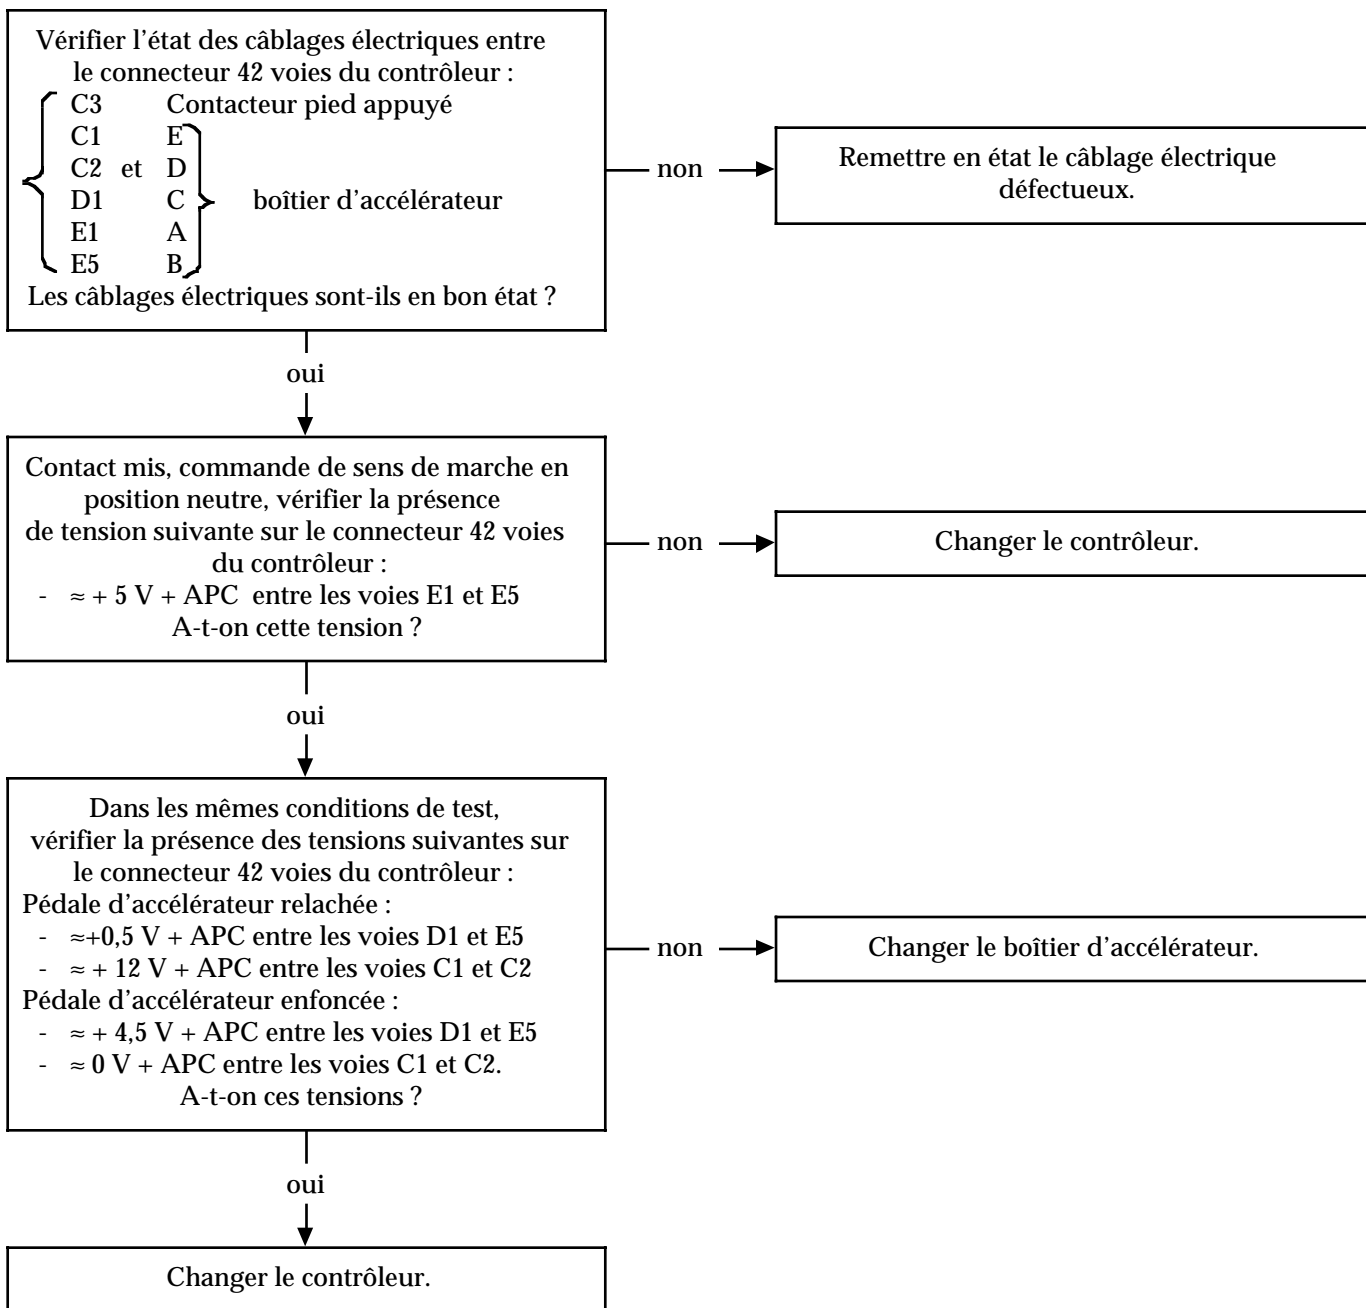 Vérifier l’état des câblages électriques entre
le connecteur 42 voies du contrôleur :
C3 Contacteur pied appuyé
C1 E
C2 et D
D1 C boîtier d’accélérateur
E1 A
E5 B
Les câblages électriques sont-ils en bon état ?
non
Remettre en état le câblage électrique
défectueux.
oui
Contact mis, commande de sens de marche en
position neutre, vérifier la présence
de tension suivante sur le connecteur 42 voies
du contrôleur :
- ≈ + 5 V + APC entre les voies E1 et E5
A-t-on cette tension ?
non
Changer le contrôleur.
oui
Dans les mêmes conditions de test,
vérifier la présence des tensions suivantes sur
le connecteur 42 voies du contrôleur :
Pédale d’accélérateur relachée :
- ≈+0,5 V + APC entre les voies D1 et E5
- ≈ + 12 V + APC entre les voies C1 et C2
Pédale d’accélérateur enfoncée :
- ≈ + 4,5 V + APC entre les voies D1 et E5
- ≈ 0 V + APC entre les voies C1 et C2.
A-t-on ces tensions ?
non
Changer le boîtier d’accélérateur.
oui
Changer le contrôleur.